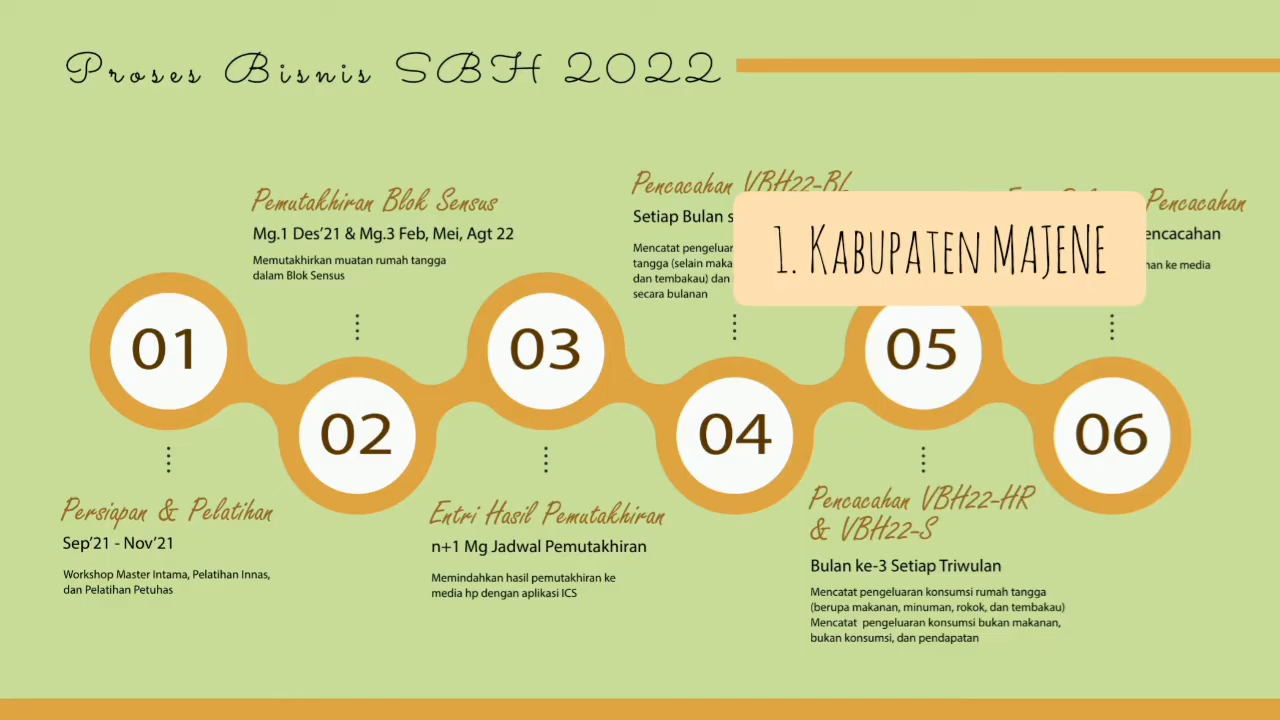 Proses Bisnis SBH 2022
Pemutakhiran Blok Sensus
Mg.1 Des'21 & Mg.3 Feb, Mei, Agt 22
Memutakhirkan muatan rumah tangga
dalam Blok Sensus
Pencacahan VBH22-BL
Setiap Bulan
Mencatat
tangga (selain
dan tembakau) dan
secara bulanan
1. KABUPATEN MAJENE
Pencacahan
ke media
01
02
03
04
05
06
Persiapan & Pelatihan
Sep'21 - Nov'21
Workshop Master Intama, Pelatihan Innas,
dan Pelatihan Petuhas
Entri Hasil Pemutakhiran
n+1 Mg Jadwal Pemutakhiran
Memindahkan hasil pemutakhiran ke
media hp dengan aplikasi ICS
Pencacahan VBH22-HR
& VBH22-S
Bulan ke-3 Setiap Triwulan
Mencatat pengeluaran konsumsi rumah tangga
(berupa makanan, minuman, rokok, dan tembakau)
Mencatat pengeluaran konsumsi bukan makanan,
bukan konsumsi, dan pendapatan